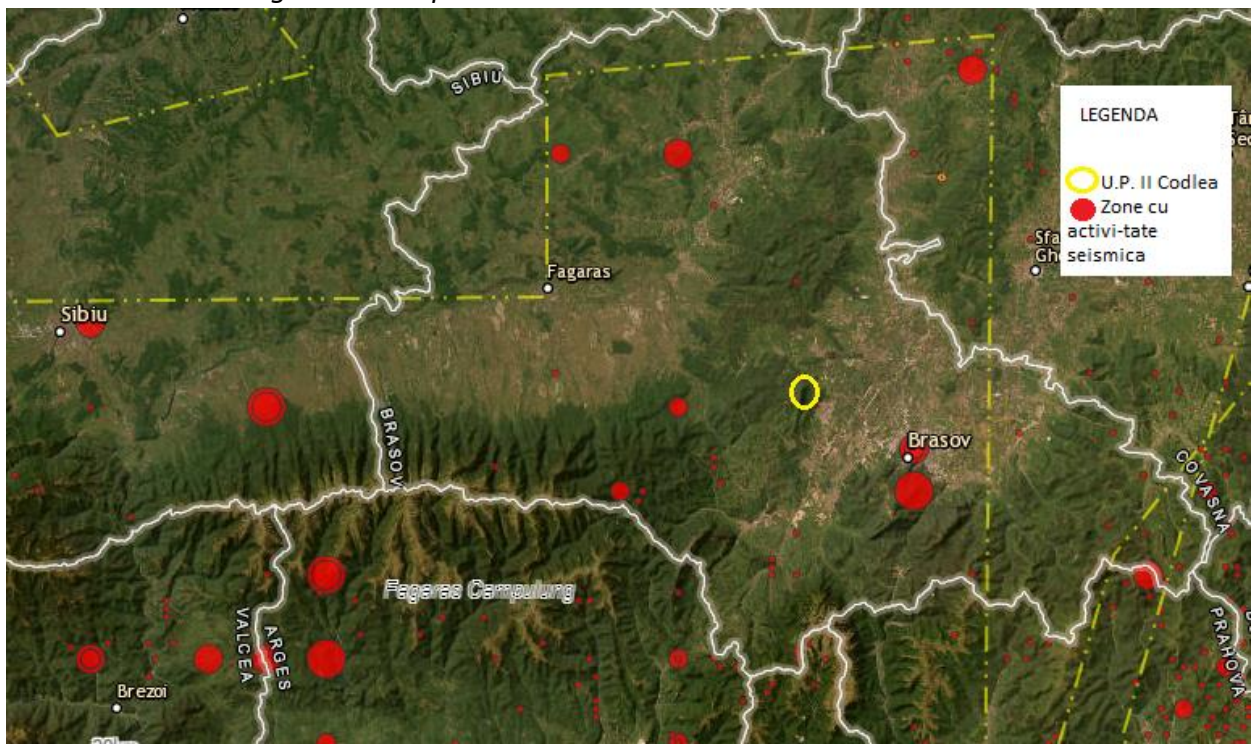 SIBIU
LEGENDA
U.P. II Codlea
Zone cu
activi-tate
seismica
Fagaras
Sibiu
BRASOV
Brasov
COVASNA
Fagaras Campulung
VALCEA
ARGES
PRAHOVA
Brezoi